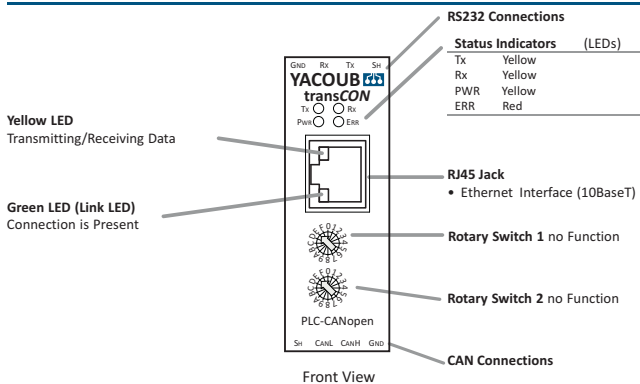 RS232 Connections
Status Indicators (LEDs)
Tx Yellow
Rx Yellow
PWR Yellow
ERR Red
GND RX TX SH
YACOUB
transCON
TX RX
PWR ERR
Yellow LED
Transmitting/Receiving Data
RJ45 Jack
• Ethernet Interface (10BaseT)
Green LED (Link LED)
Connection is Present
0123456789ABCDEF
Rotary Switch 1 no Function
0123456789ABCDEF
Rotary Switch 2 no Function
PLC-CANopen
SH CANL CANH GND
CAN Connections
Front View